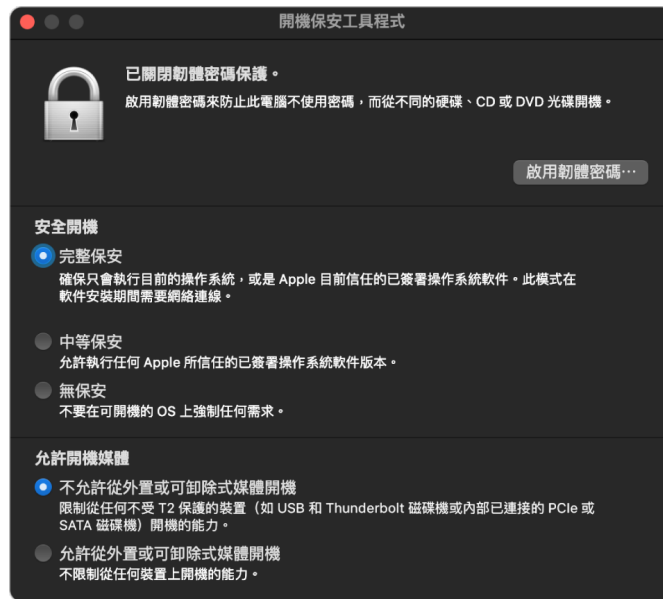 開機保安工具程式
已關閉韌體密碼保護。
啟用韌體密碼來防止此電腦不使用密碼，而從不同的硬碟、CD 或 DVD 光碟開機。
啟用韌體密碼⋯
安全開機
完整保安
確保只會執行目前的操作系統，或是 Apple 目前信任的已簽署操作系統軟件。此模式在
軟件安裝期間需要網絡連線。
中等保安
允許執行任何 Apple 所信任的已簽署操作系統軟件版本。
無保安
不要在可開機的 OS 上強制任何需求。
允許開機媒體
不允許從外置或可卸除式媒體開機
限制從任何不受 T2 保護的裝置（如 USB 和 Thunderbolt 磁碟機或內部已連接的 PCIe 或
SATA 磁碟機）開機的能力。
允許從外置或可卸除式媒體開機
不限制從任何裝置上開機的能力。